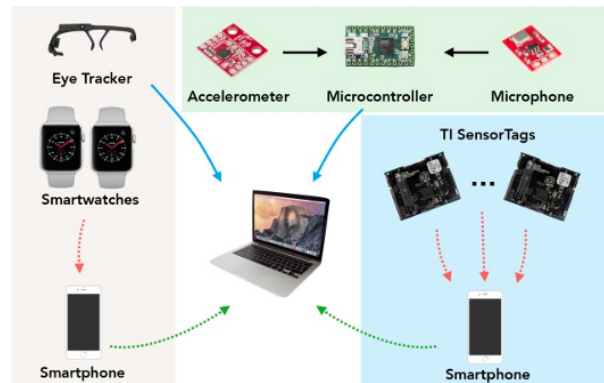 Eye Tracker
Accelerometer
Microcontroller
Microphone
TI SensorTags
Smartwatches
Smartphone
Smartphone